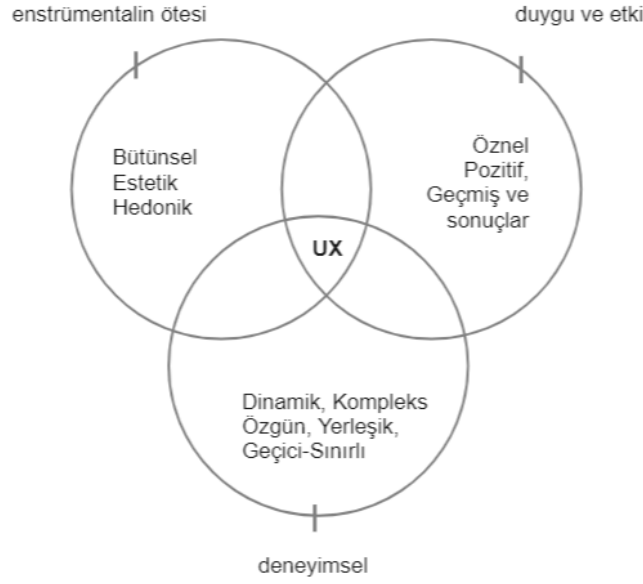 enstrümentalin ötesi
duygu ve etki
Bütünsel
Estetik
Hedonik
Öznel
Pozitif,
Geçmiş ve
sonuçlar
UX
Dinamik, Kompleks
Özgün, Yerleşik,
Geçici-Sınırlı
deneyimsel